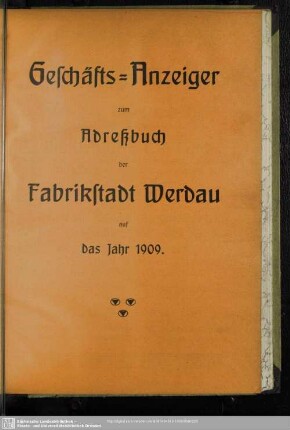 Geschäfts=Anzeiger
zum
Adreßbuch
der
Fabrikstadt Werdau
auf
das Jahr 1909.